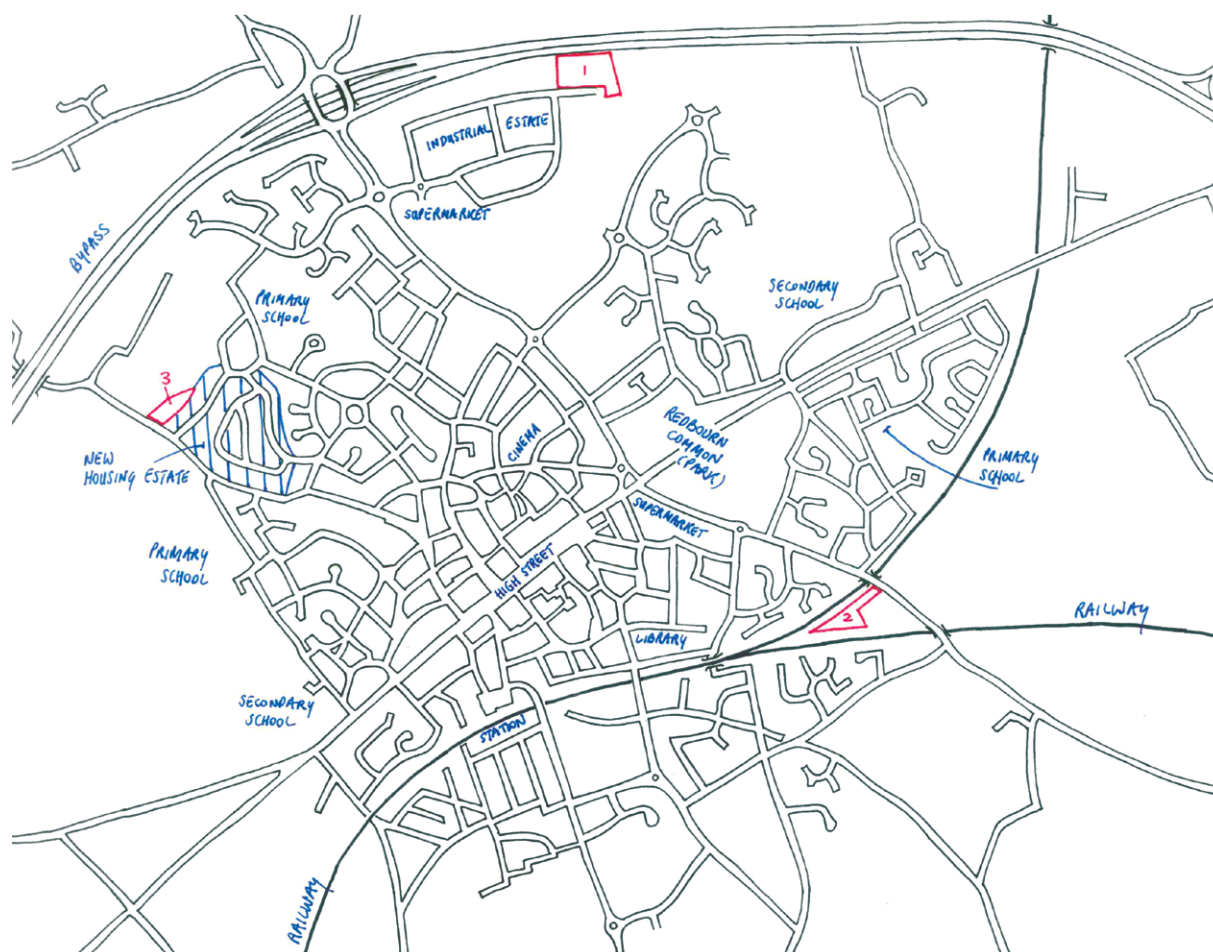 1
INDUSTRIAL
ESTATE
SUPERMARKET
BYPASS
PRIMARY
SCHOOL
SECONDARY
SCHOOL
3
NEW
HOUSING ESTATE
CINEMA
REDBOURN
COMMON
(PARK)
PRIMARY
SCHOOL
SUPERMARKET
PRIMARY
SCHOOL
HIGH STREET
2
RAILWAY
LIBRARY
SECONDARY
SCHOOL
STATION
RAILWAY